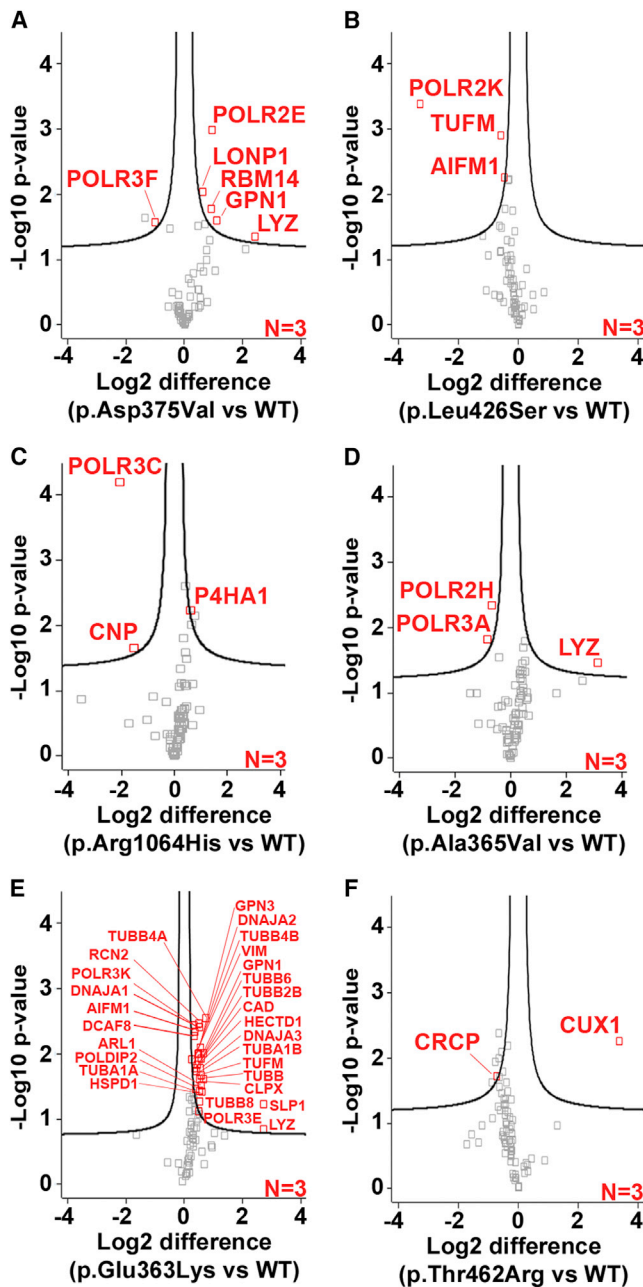 A
4
3
2
1
0
-Log10 p-value
POLR2E
LONP1
RBM14
POLR3F
GPN1
LYZ
N=3
-4 -2 0 2 4
Log2 difference
(p.Asp375Val vs WT)
B
4
3
2
1
0
-Log10 p-value
POLR2K
TUFM
AIFM1
N=3
-4 -2 0 2 4
Log2 difference
(p.Leu426Ser vs WT)
C
4
3
2
1
0
-Log10 p-value
POLR3C
P4HA1
CNP
N=3
-4 -2 0 2 4
Log2 difference
(p.Arg1064His vs WT)
D
4
3
2
1
0
-Log10 p-value
POLR2H
POLR3A
LYZ
N=3
-4 -2 0 2 4
Log2 difference
(p.Ala365Val vs WT)
E
4
3
2
1
0
-Log10 p-value
TUBB4A
RCN2
POLR3K
DNAJA1
AIFM1
DCAF8
ARL1
POLDIP2
TUBA1A
HSPD1
GPN3
DNAJA2
TUBB4B
VIM
GPN1
TUBB6
TUBB2B
CAD
HECTD1
DNAJA3
TUBA1B
TUFM
TUBB
CLPX
TUBB8
SLP1
POLR3E
LYZ
N=3
-4 -2 0 2 4
Log2 difference
(p.Glu363Lys vs WT)
F
4
3
2
1
0
-Log10 p-value
CRCP
CUX1
N=3
-4 -2 0 2 4
Log2 difference
(p.Thr462Arg vs WT)